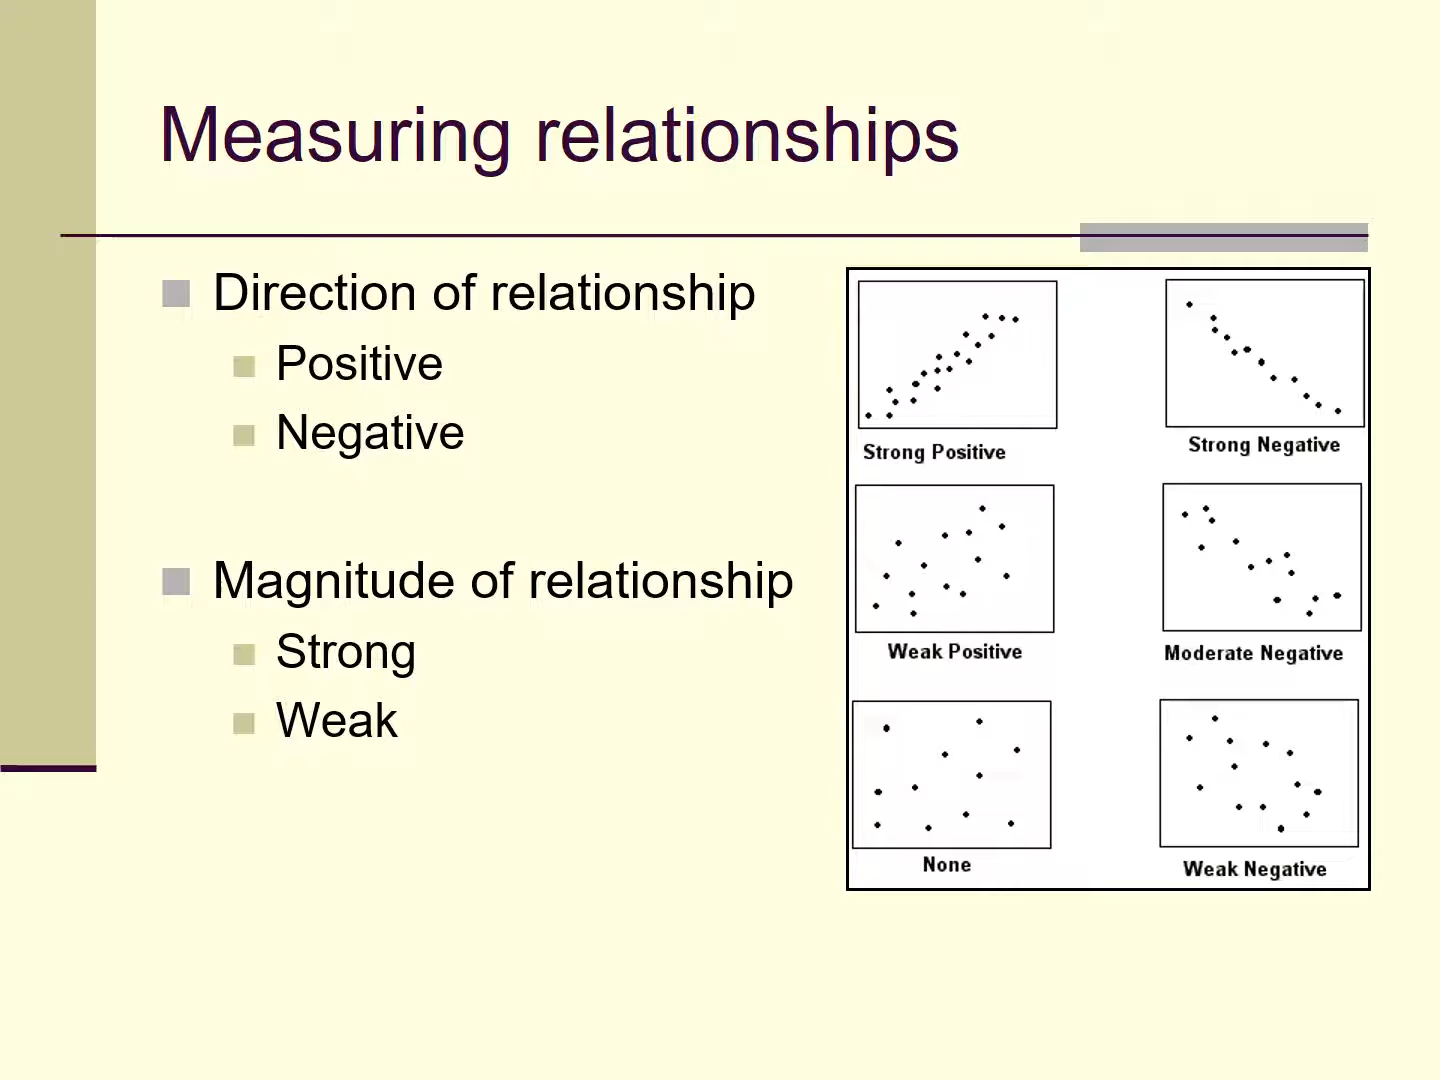 Measuring relationships
Direction of relationship
Positive
Negative
Magnitude of relationship
Strong
Weak
Strong Positive
Strong Negative
Weak Positive
Moderate Negative
None
Weak Negative